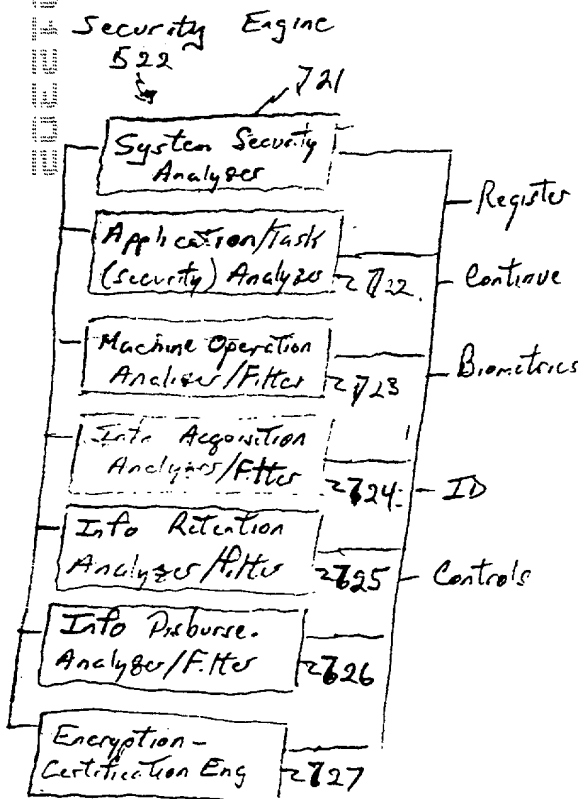 Security Engine
522
721
System Security
Analyzer
Register
Application/Task
(security) Analyzer
722
Continue
Machine Operation
Analyzer/Filter
723
Biometrics
Info Acquisition
Analyzer/Filter
724
ID
Info Retention
Analyzer/Filter
725
Controls
Info Disburse.
Analyzer/Filter
726
Encryption-
Certification Eng
727